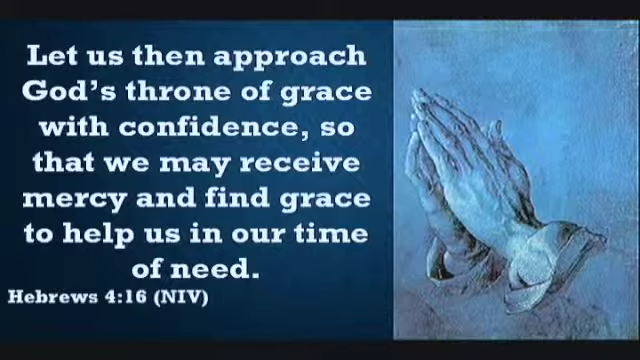 Let us then approach
God's throne of grace
with confidence, so
that we may receive
mercy and find grace
to help us in our time
of need.
Hebrews 4:16 (NIV)